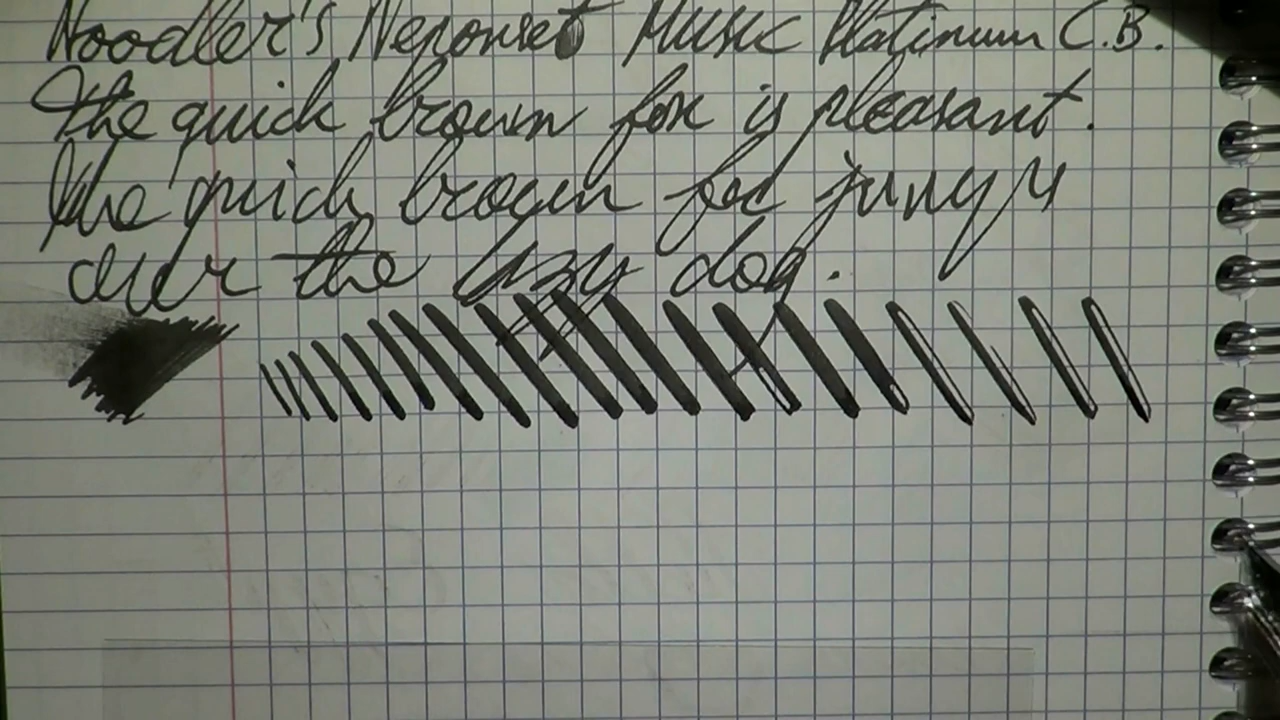 Noodler's Neponset Music Platinum C.B.
The quick brown fox is pleasant.
The quick brown fox jumps
over the lazy dog.